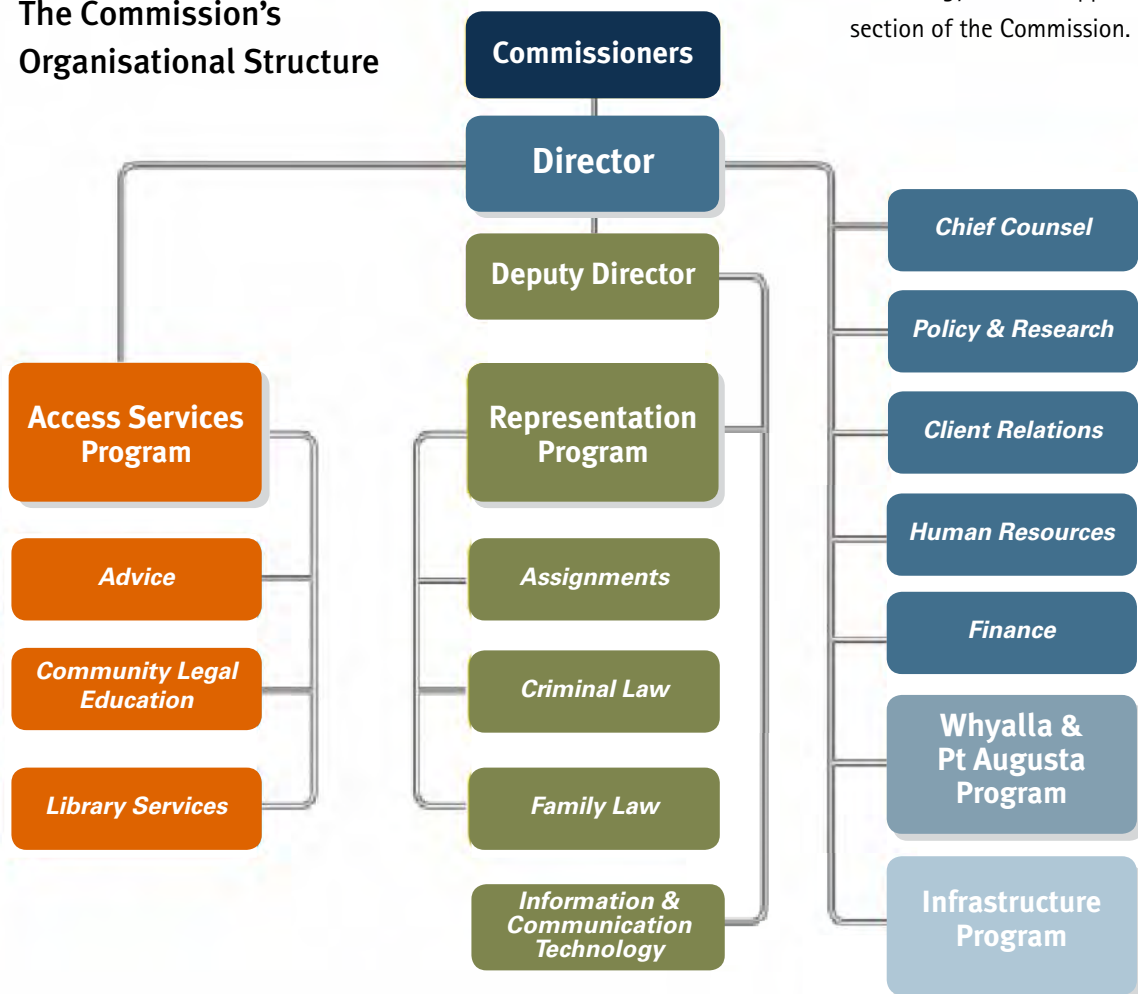 The Commission's
Organisational Structure
section of the Commission.
Commissioners
Director
Deputy Director
Access Services
Program
Advice
Community Legal
Education
Library Services
Representation
Program
Assignments
Criminal Law
Family Law
Information &
Communication
Technology
Chief Counsel
Policy & Research
Client Relations
Human Resources
Finance
Whyalla &
Pt Augusta
Program
Infrastructure
Program